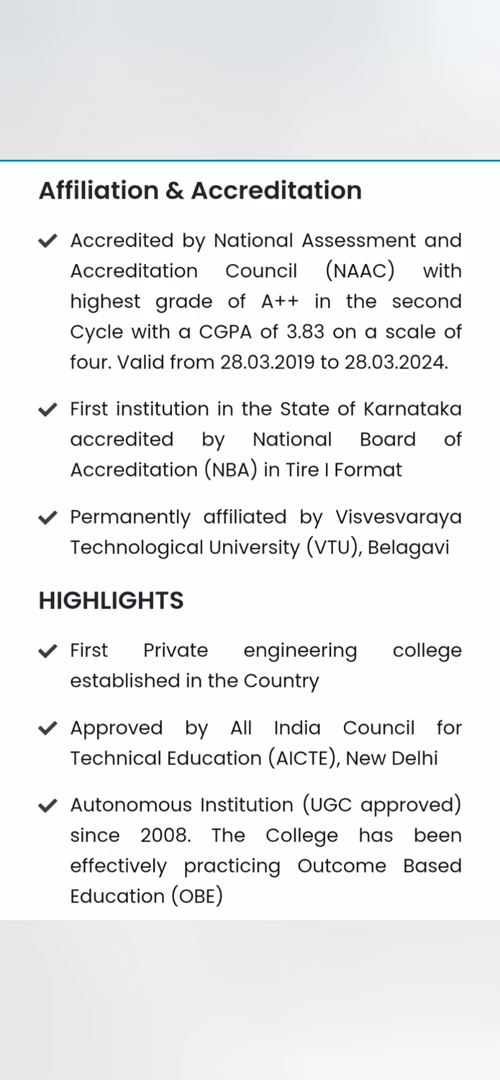 Affiliation & Accreditation
Accredited by National Assessment and
Accreditation Council (NAAC) with
highest grade of A++ in the second
Cycle with a CGPA of 3.83 on a scale of
four. Valid from 28.03.2019 to 28.03.2024.
First institution in the State of Karnataka
accredited by National Board of
Accreditation (NBA) in Tire I Format
Permanently affiliated by Visvesvaraya
Technological University (VTU), Belagavi
HIGHLIGHTS
First Private engineering college
established in the Country
Approved by All India Council for
Technical Education (AICTE), New Delhi
Autonomous Institution (UGC approved)
since 2008. The College has been
effectively practicing Outcome Based
Education (OBE)